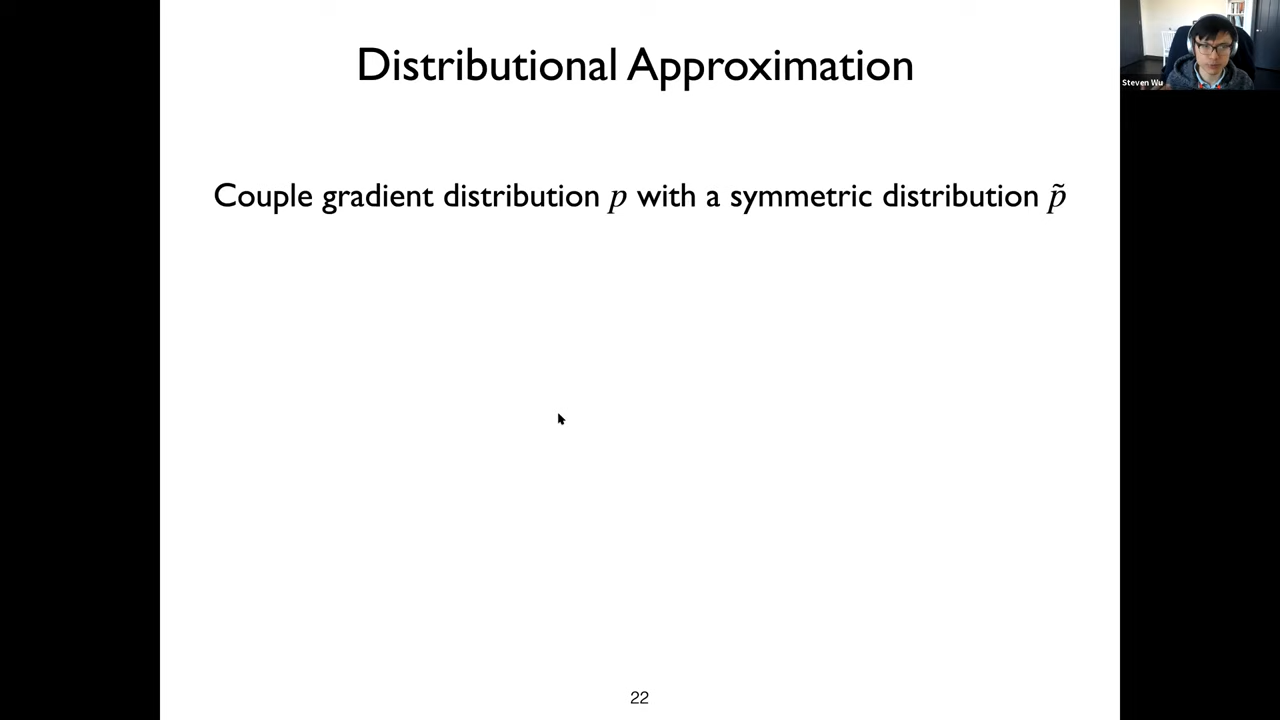 Distributional Approximation
Steven Wu
Couple gradient distribution p with a symmetric distribution p̃
22